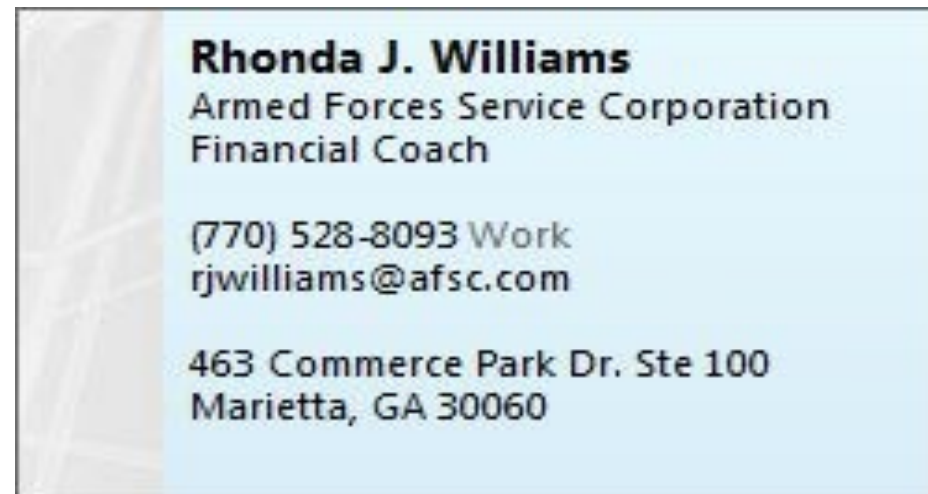 Rhonda J. Williams
Armed Forces Service Corporation
Financial Coach
(770) 528-8093 Work
rjwilliams@afsc.com
463 Commerce Park Dr. Ste 100
Marietta, GA 30060